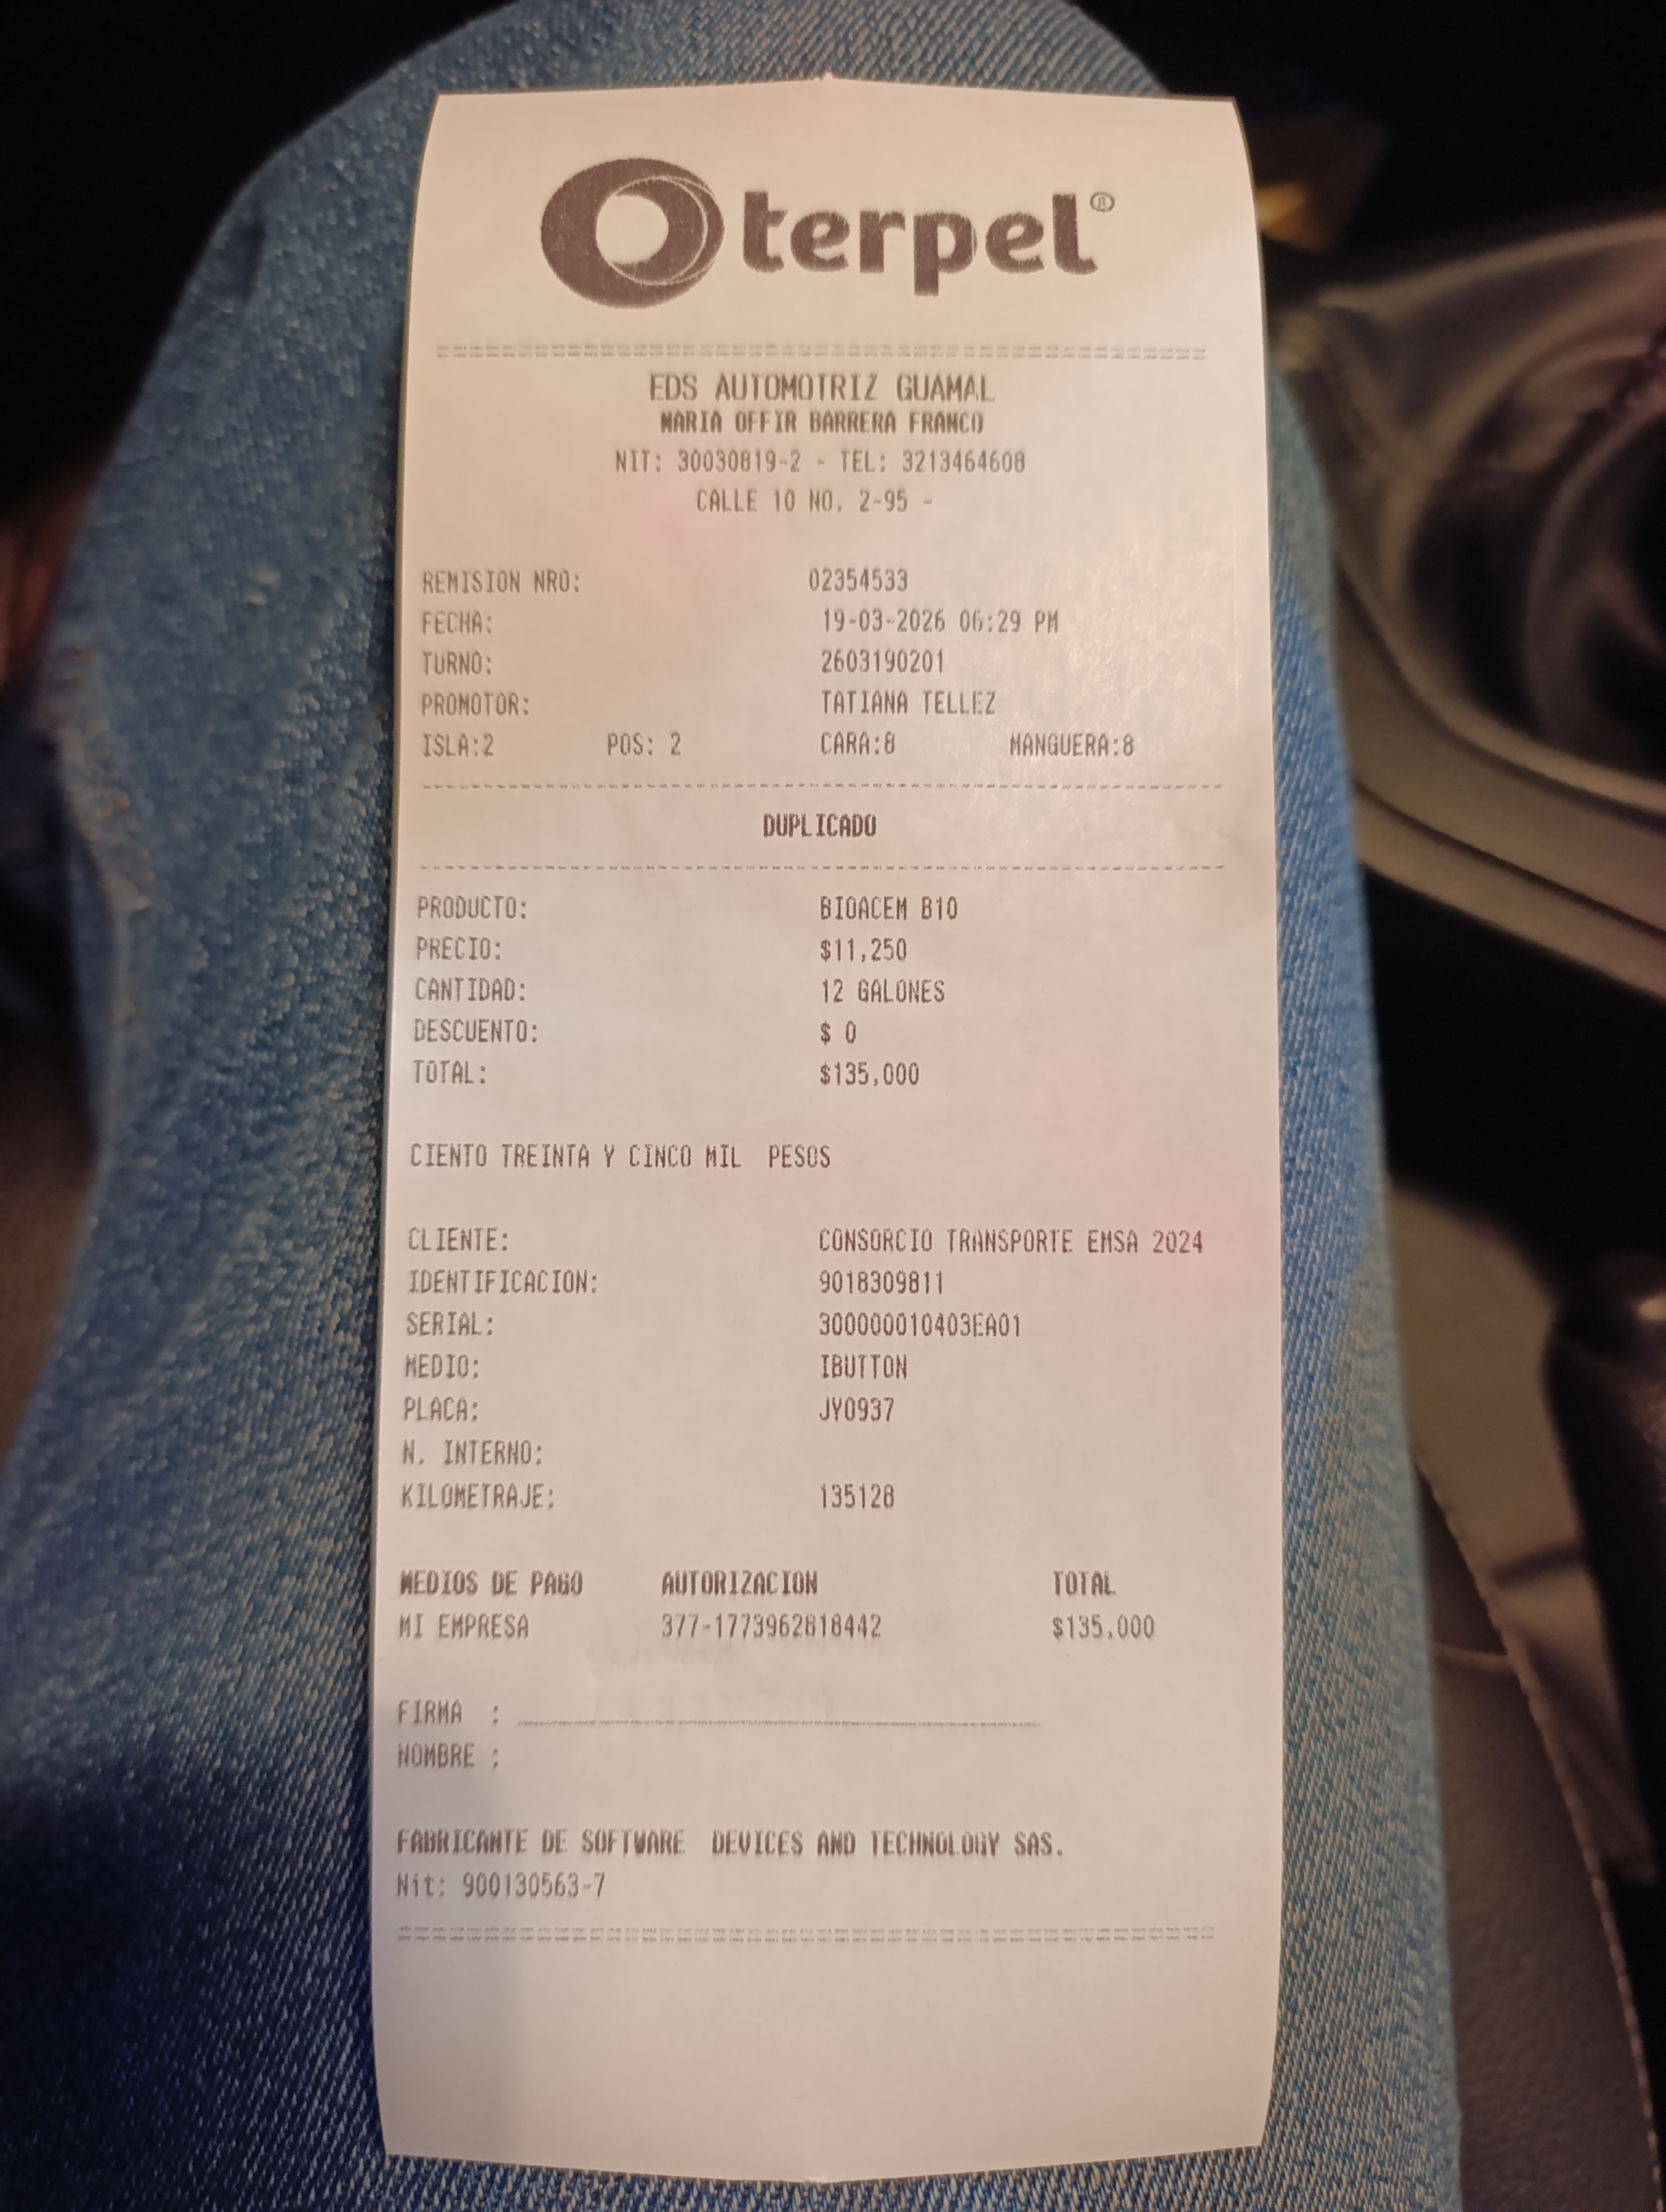 terpel®
EDS AUTOMOTRIZ GUAMAL
MARIA OFFIR BARRERA FRANCO
NIT: 30030819-2 - TEL: 3213464608
CALLE 10 NO. 2-95 -
REMISION NRO: 02354533
FECHA: 19-03-2026 06:29 PM
TURNO: 2603190201
PROMOTOR: TATIANA TELLEZ
ISLA:2 POS: 2 CARA:8 MANGUERA:8
DUPLICADO
PRODUCTO: BIOACEM B10
PRECIO: $11,250
CANTIDAD: 12 GALONES
DESCUENTO: $ 0
TOTAL: $135,000
CIENTO TREINTA Y CINCO MIL PESOS
CLIENTE: CONSORCIO TRANSPORTE EMSA 2024
IDENTIFICACION: 9018309811
SERIAL: 300000010403EA01
MEDIO: IBUTTON
PLACA: JYO937
N. INTERNO:
KILOMETRAJE: 135128
MEDIOS DE PAGO AUTORIZACION TOTAL
MI EMPRESA 377-1773962818442 $135,000
FIRMA :
NOMBRE :
FABRICANTE DE SOFTWARE DEVICES AND TECHNOLOGY SAS.
Nit: 900130563-7